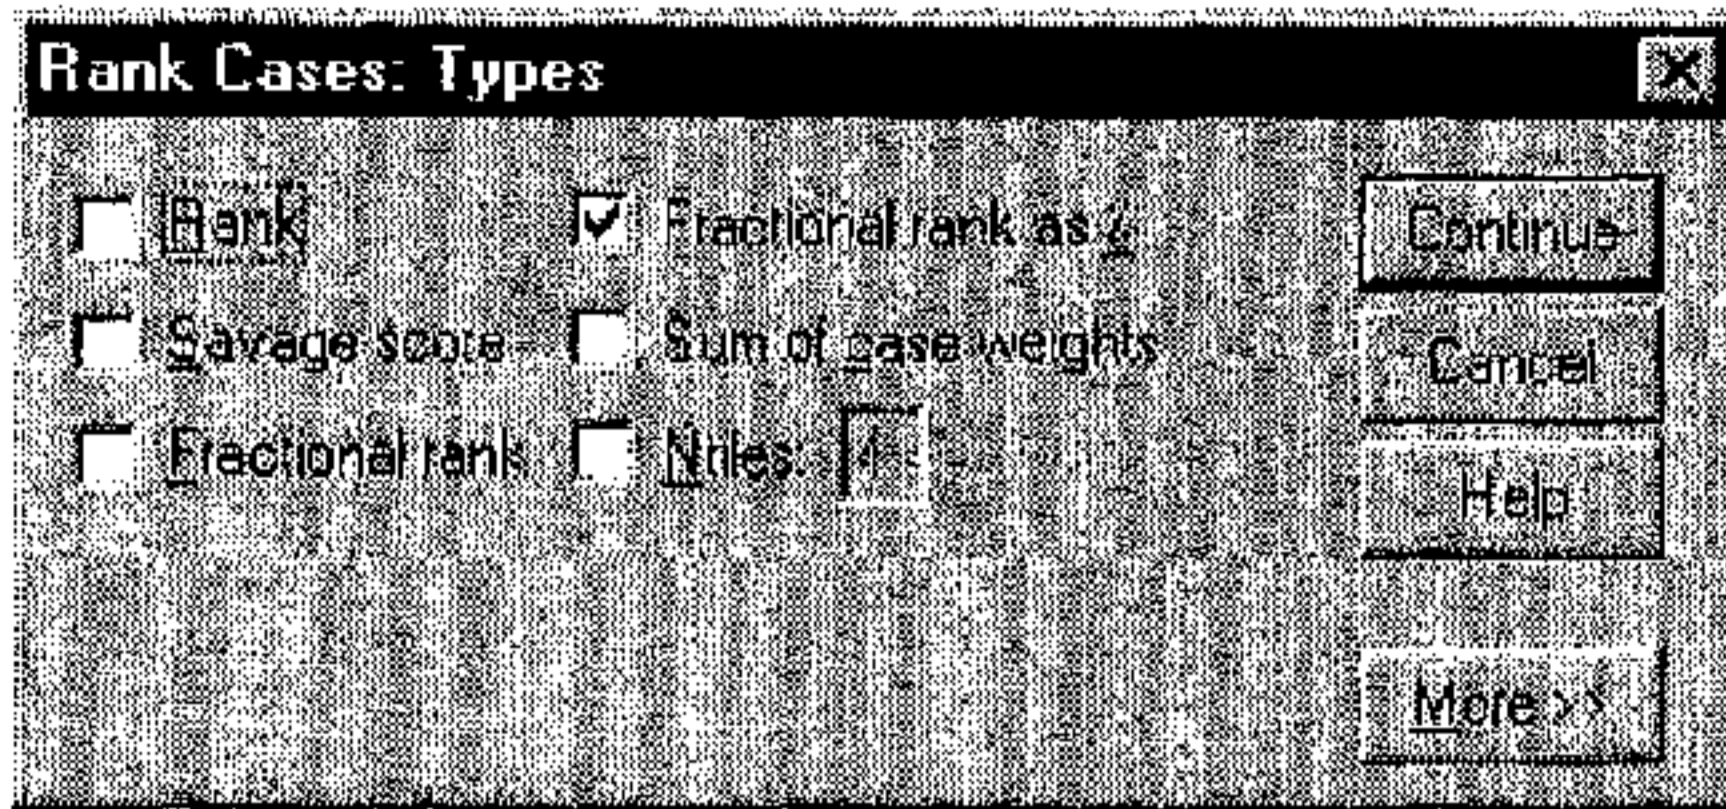 Rank Cases: Types
Rank
Fractional rank as %
Continue
Savage score
Sum of case weights
Cancel
Fractional rank
Ntiles: 4
Help
More >>